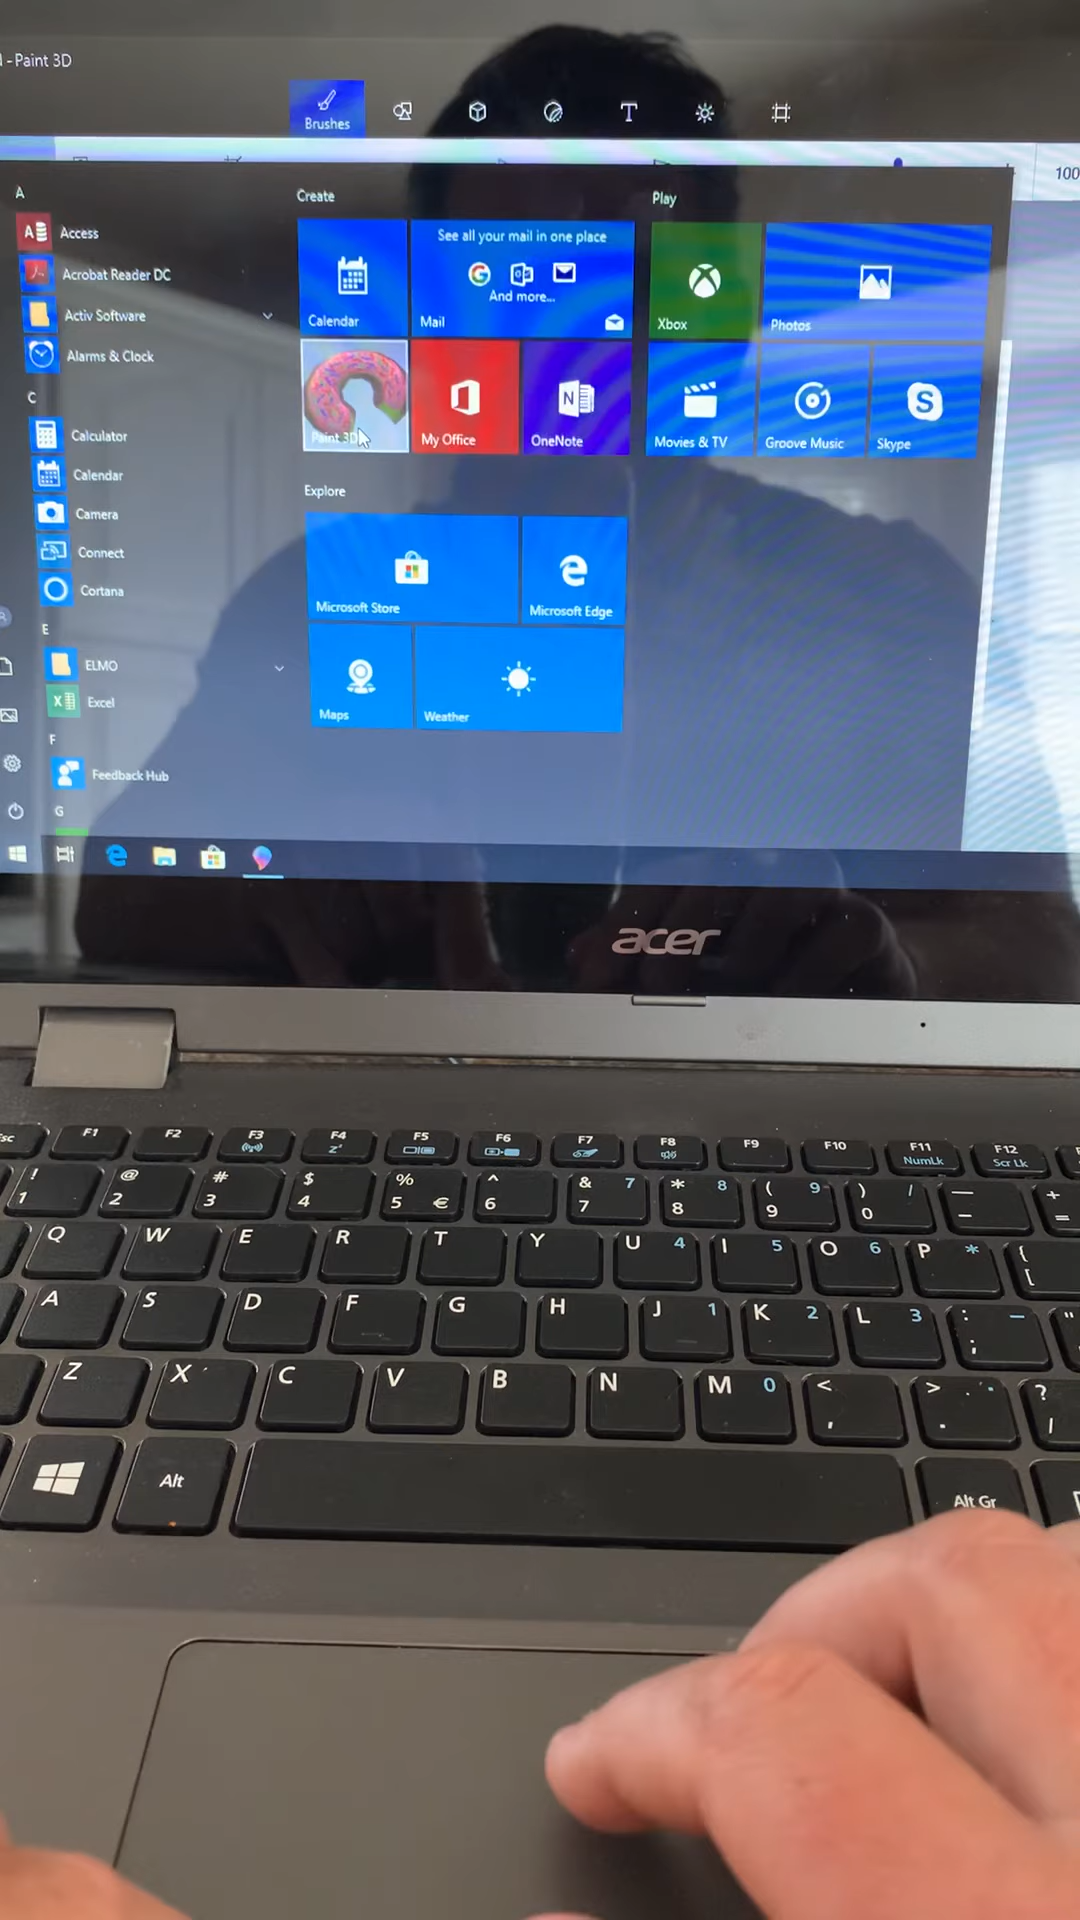 - Paint 3D
Brushes
T
100
A
Access
Acrobat Reader DC
Activ Software
Alarms & Clock
C
Calculator
Calendar
Camera
Connect
Cortana
E
ELMO
Excel
F
Feedback Hub
G
Create
See all your mail in one place
And more...
Calendar
Mail
Paint 3D
My Office
OneNote
Explore
Microsoft Store
Microsoft Edge
Maps
Weather
Play
Xbox
Photos
Movies & TV
Groove Music
Skype
acer
F1 F2 F3 F4 F5 F6 F7 F8 F9 F10 F11 F12
NumLk Scr Lk
! @ # $ % ^ & 7 * 8 ( 9 ) / — +
1 2 3 4 5 € 6 7 8 9 0 - =
Q W E R T Y U 4 I 5 O 6 P * {
[
A S D F G H J 1 K 2 L 3 : - "
;
Z X C V B N M 0 < > . ?
, . /
Alt Alt Gr